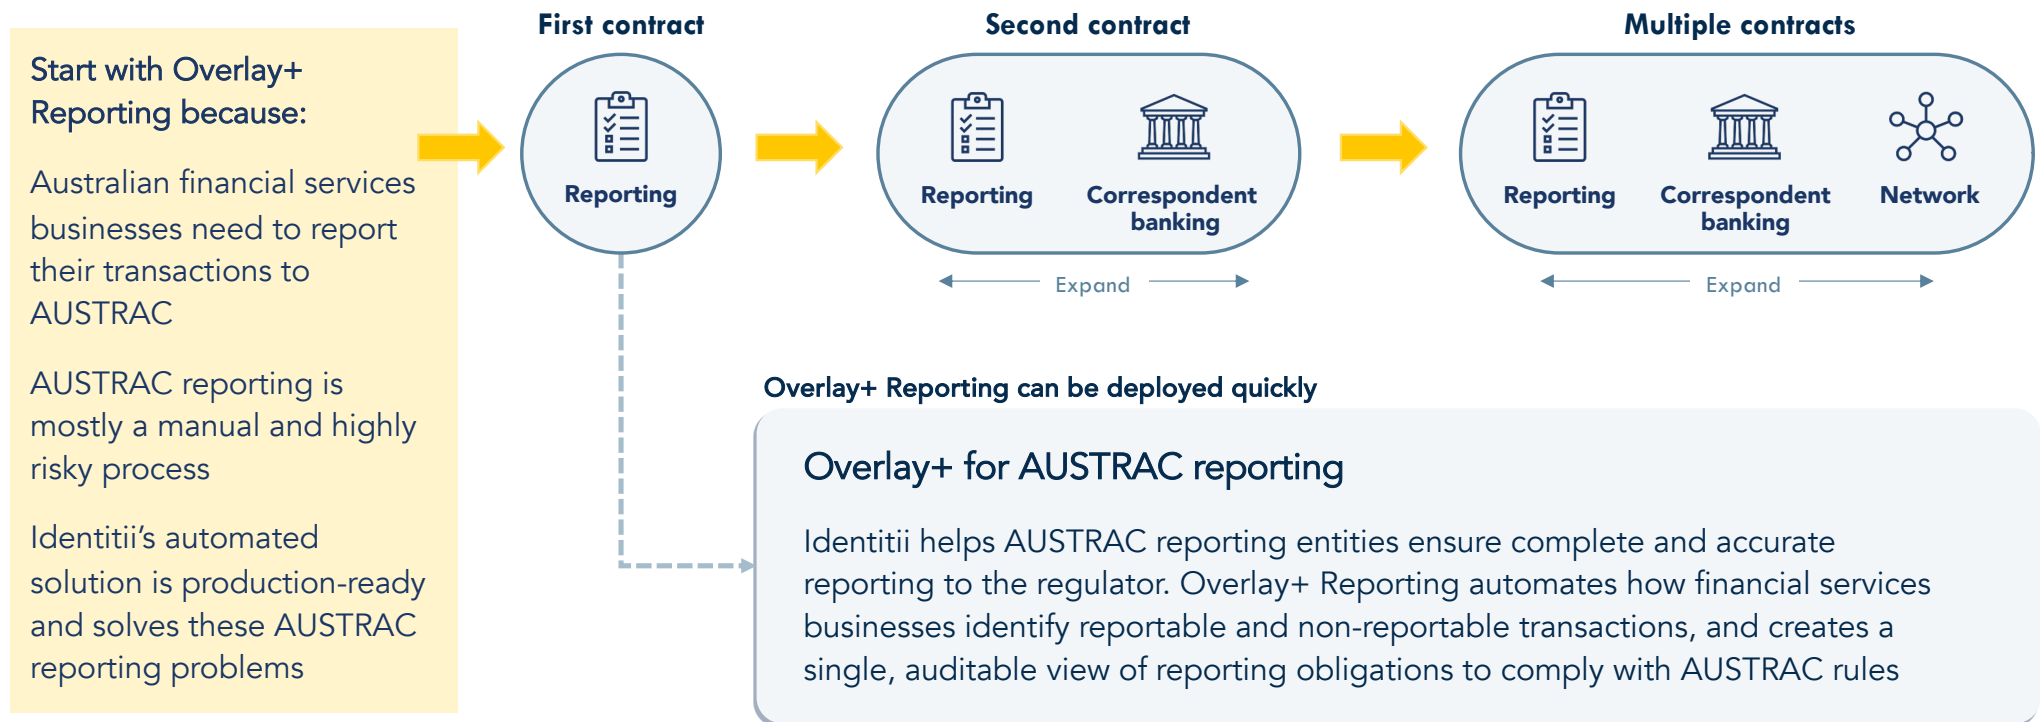 Start with Overlay+
Reporting because:
Australian financial services
businesses need to report
their transactions to
AUSTRAC
AUSTRAC reporting is
mostly a manual and highly
risky process
Identitii’s automated
solution is production-ready
and solves these AUSTRAC
reporting problems
First contract
Reporting
Second contract
Reporting
Correspondent
banking
Expand
Multiple contracts
Reporting
Correspondent
banking
Network
Expand
Overlay+ Reporting can be deployed quickly
Overlay+ for AUSTRAC reporting
Identitii helps AUSTRAC reporting entities ensure complete and accurate
reporting to the regulator. Overlay+ Reporting automates how financial services
businesses identify reportable and non-reportable transactions, and creates a
single, auditable view of reporting obligations to comply with AUSTRAC rules